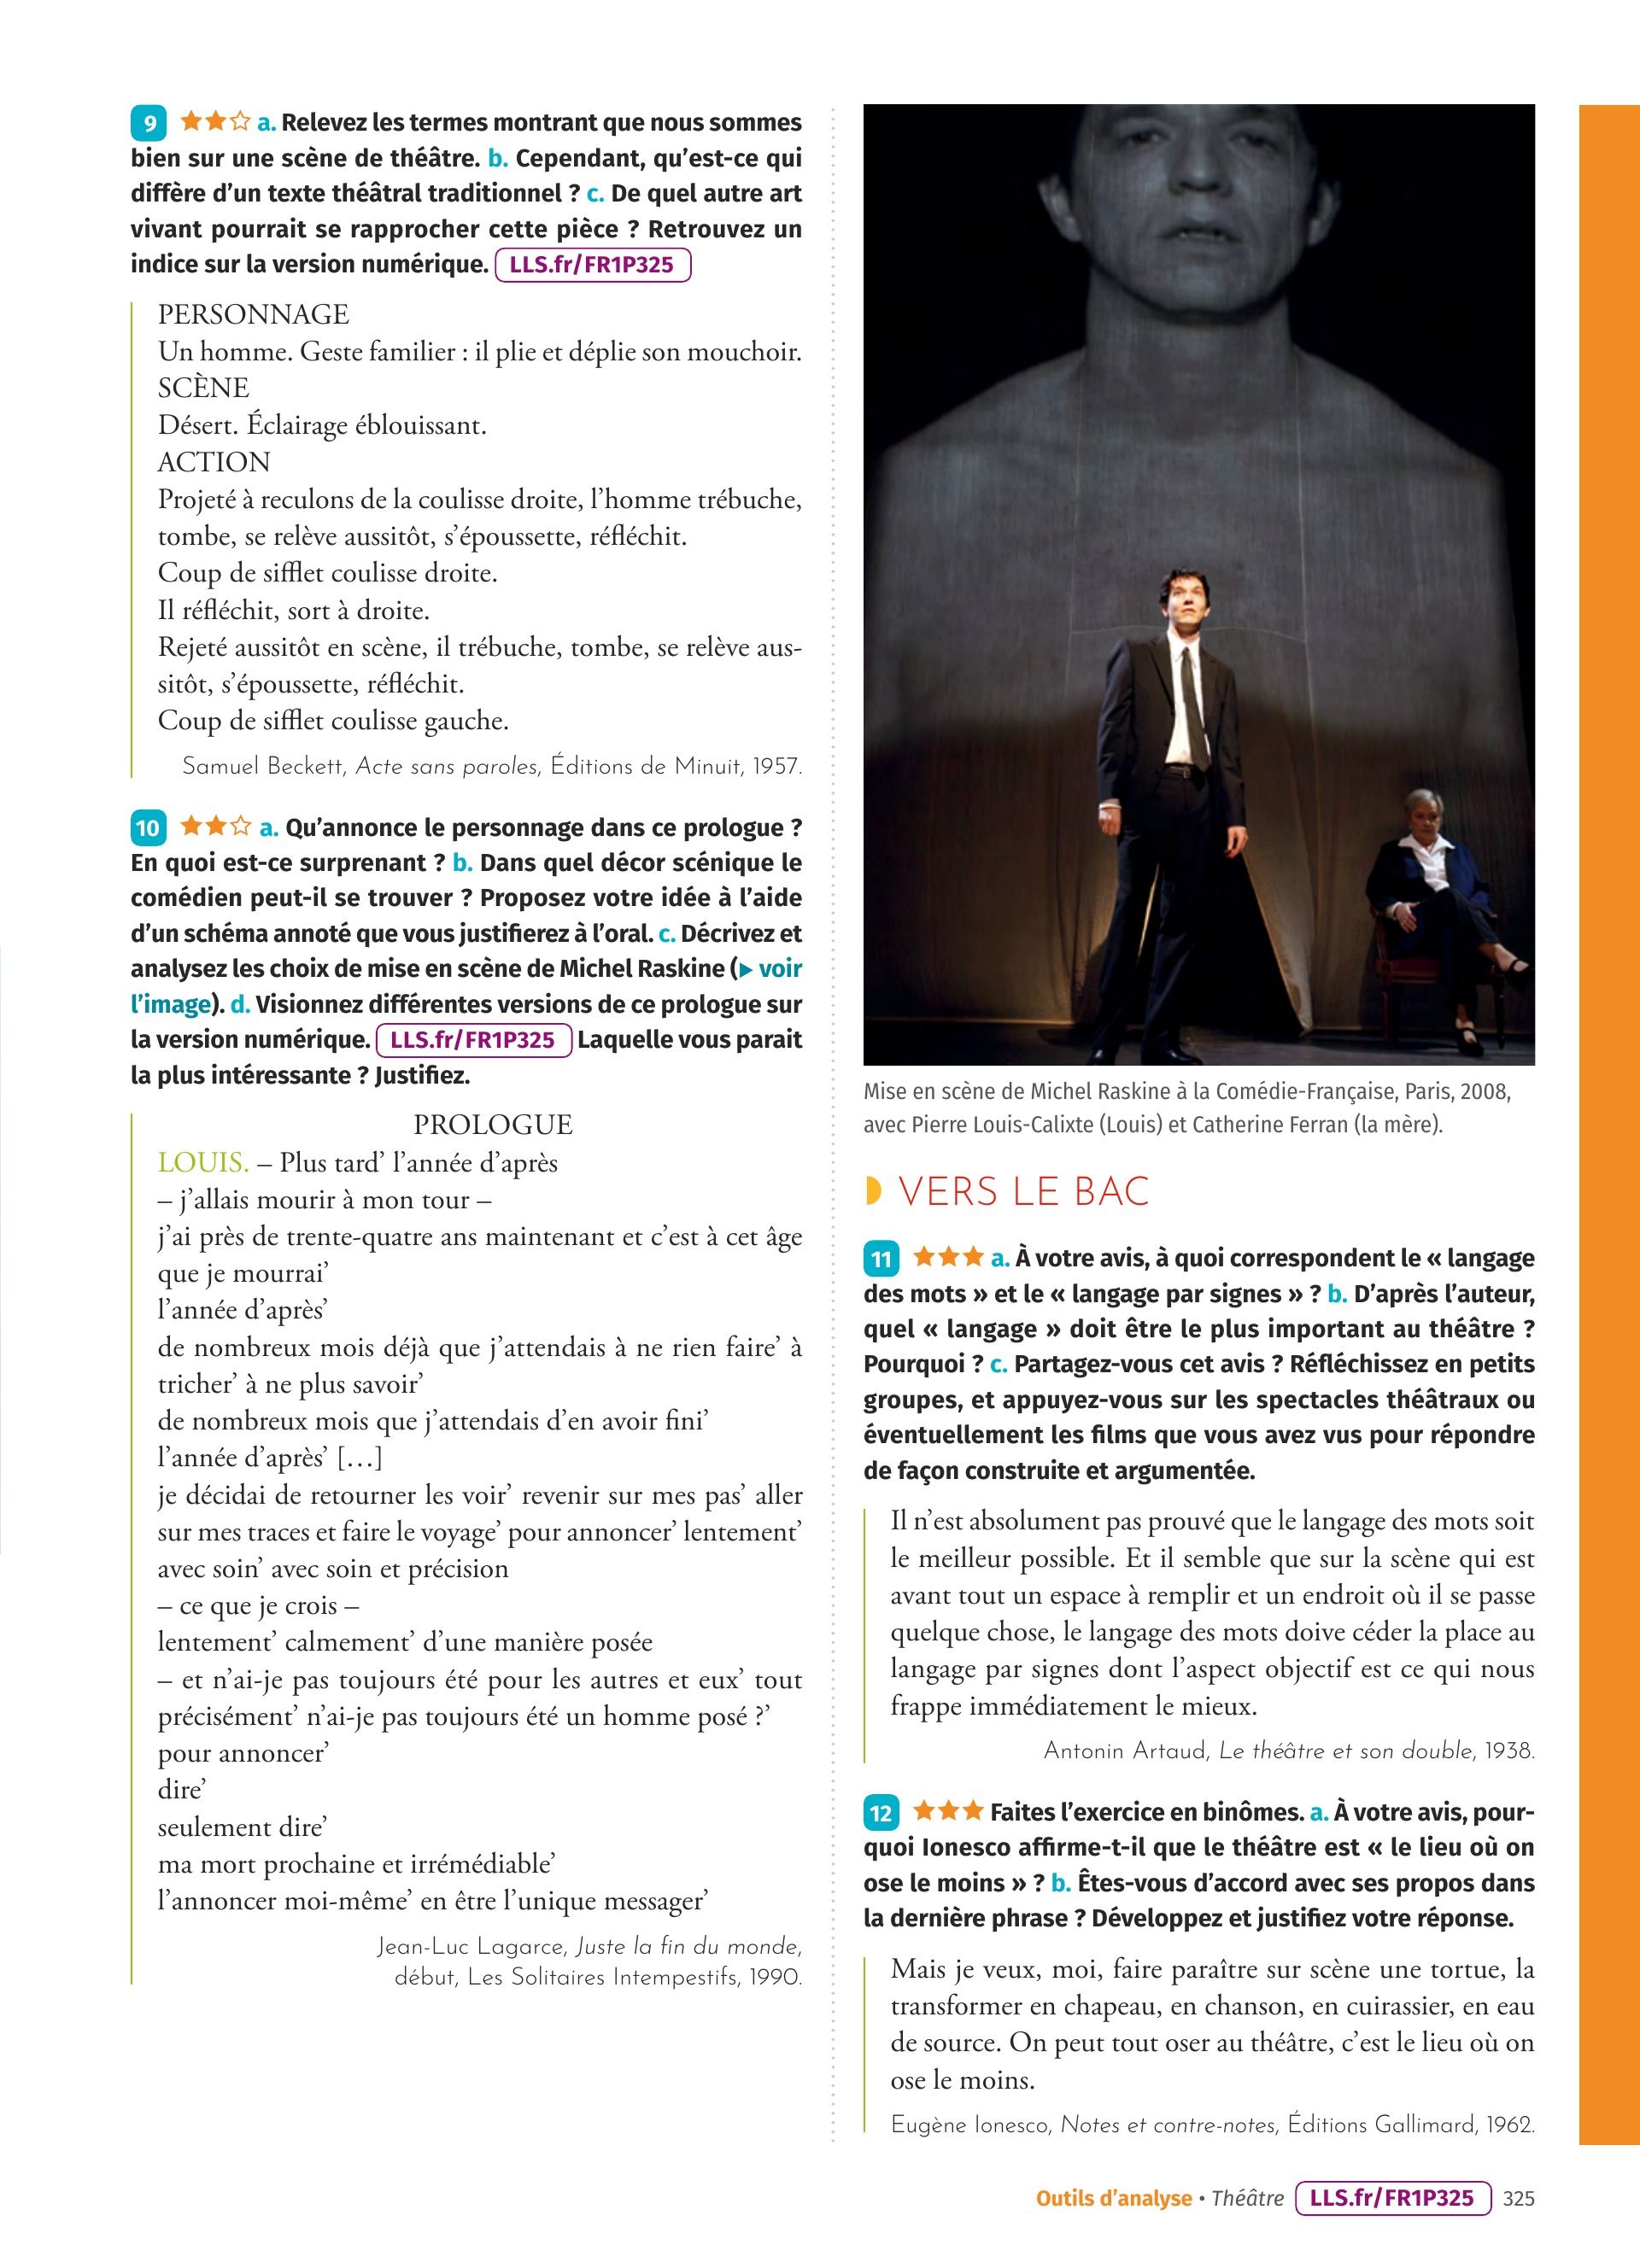 9 ★★☆ a. Relevez les termes montrant que nous sommes
bien sur une scène de théâtre. b. Cependant, qu’est-ce qui
diffère d’un texte théâtral traditionnel ? c. De quel autre art
vivant pourrait se rapprocher cette pièce ? Retrouvez un
indice sur la version numérique. LLS.fr/FR1P325
PERSONNAGE
Un homme. Geste familier : il plie et déplie son mouchoir.
SCÈNE
Désert. Éclairage éblouissant.
ACTION
Projeté à reculons de la coulisse droite, l’homme trébuche,
tombe, se relève aussitôt, s’époussette, réfléchit.
Coup de sifflet coulisse droite.
Il réfléchit, sort à droite.
Rejeté aussitôt en scène, il trébuche, tombe, se relève aus-
sitôt, s’époussette, réfléchit.
Coup de sifflet coulisse gauche.
Samuel Beckett, Acte sans paroles, Éditions de Minuit, 1957.
10 ★★☆ a. Qu’annonce le personnage dans ce prologue ?
En quoi est-ce surprenant ? b. Dans quel décor scénique le
comédien peut-il se trouver ? Proposez votre idée à l’aide
d’un schéma annoté que vous justifierez à l’oral. c. Décrivez et
analysez les choix de mise en scène de Michel Raskine (▶ voir
l’image). d. Visionnez différentes versions de ce prologue sur
la version numérique. LLS.fr/FR1P325 Laquelle vous parait
la plus intéressante ? Justifiez.
PROLOGUE
LOUIS. – Plus tard’ l’année d’après
– j’allais mourir à mon tour –
j’ai près de trente-quatre ans maintenant et c’est à cet âge
que je mourrai’
l’année d’après’
de nombreux mois déjà que j’attendais à ne rien faire’ à
tricher’ à ne plus savoir’
de nombreux mois que j’attendais d’en avoir fini’
l’année d’après’ […]
je décidai de retourner les voir’ revenir sur mes pas’ aller
sur mes traces et faire le voyage’ pour annoncer’ lentement’
avec soin’ avec soin et précision
– ce que je crois –
lentement’ calmement’ d’une manière posée
– et n’ai-je pas toujours été pour les autres et eux’ tout
précisément’ n’ai-je pas toujours été un homme posé ?’
pour annoncer’
dire’
seulement dire’
ma mort prochaine et irrémédiable’
l’annoncer moi-même’ en être l’unique messager’
Jean-Luc Lagarce, Juste la fin du monde,
début, Les Solitaires Intempestifs, 1990.
Mise en scène de Michel Raskine à la Comédie-Française, Paris, 2008,
avec Pierre Louis-Calixte (Louis) et Catherine Ferran (la mère).
VERS LE BAC
11 ★★★ a. À votre avis, à quoi correspondent le « langage
des mots » et le « langage par signes » ? b. D’après l’auteur,
quel « langage » doit être le plus important au théâtre ?
Pourquoi ? c. Partagez-vous cet avis ? Réfléchissez en petits
groupes, et appuyez-vous sur les spectacles théâtraux ou
éventuellement les films que vous avez vus pour répondre
de façon construite et argumentée.
Il n’est absolument pas prouvé que le langage des mots soit
le meilleur possible. Et il semble que sur la scène qui est
avant tout un espace à remplir et un endroit où il se passe
quelque chose, le langage des mots doive céder la place au
langage par signes dont l’aspect objectif est ce qui nous
frappe immédiatement le mieux.
Antonin Artaud, Le théâtre et son double, 1938.
12 ★★★ Faites l’exercice en binômes. a. À votre avis, pour-
quoi Ionesco affirme-t-il que le théâtre est « le lieu où on
ose le moins » ? b. Êtes-vous d’accord avec ses propos dans
la dernière phrase ? Développez et justifiez votre réponse.
Mais je veux, moi, faire paraître sur scène une tortue, la
transformer en chapeau, en chanson, en cuirassier, en eau
de source. On peut tout oser au théâtre, c’est le lieu où on
ose le moins.
Eugène Ionesco, Notes et contre-notes, Éditions Gallimard, 1962.
Outils d’analyse • Théâtre LLS.fr/FR1P325 325